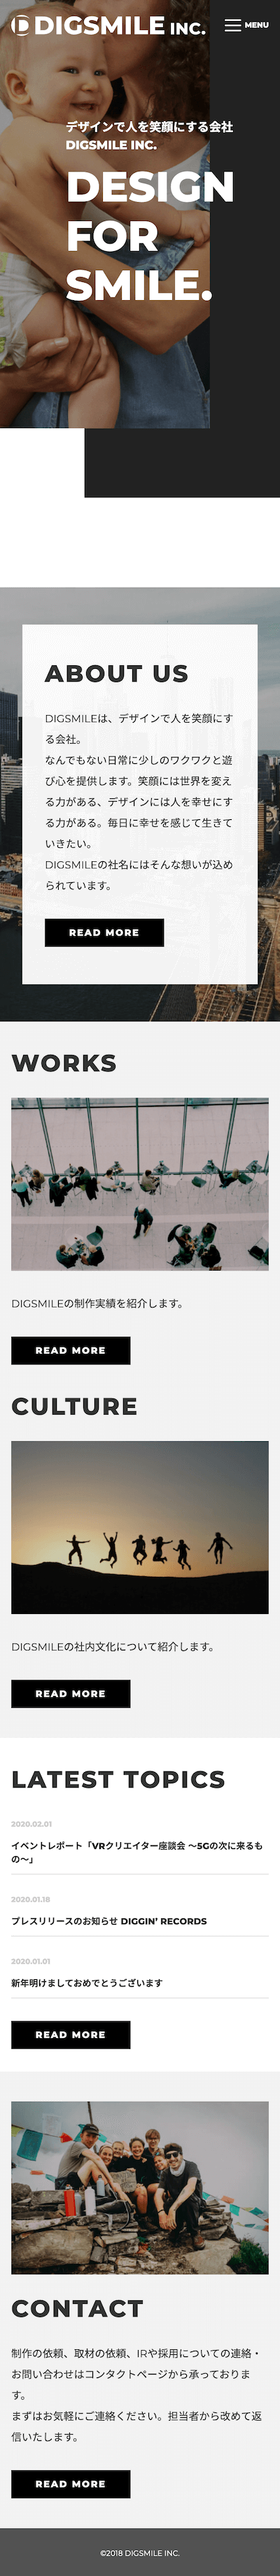 DIGSMILE INC.
MENU
デザインで人を笑顔にする会社
DIGSMILE INC.
DESIGN
FOR
SMILE.
ABOUT US
DIGSMILEは、デザインで人を笑顔にす
る会社。
なんでもない日常に少しのワクワクと遊
び心を提供します。笑顔には世界を変え
る力がある、デザインには人を幸せにす
る力がある。毎日に幸せを感じて生きて
いきたい。
DIGSMILEの社名にはそんな想いが込め
られています。
READ MORE
WORKS
DIGSMILEの制作実績を紹介します。
READ MORE
CULTURE
DIGSMILEの社内文化について紹介します。
READ MORE
LATEST TOPICS
2020.02.01
イベントレポート「VRクリエイター座談会 〜5Gの次に来るも
の〜」
2020.01.18
プレスリリースのお知らせ DIGGIN’ RECORDS
2020.01.01
新年明けましておめでとうございます
READ MORE
CONTACT
制作の依頼、取材の依頼、IRや採用についての連絡・
お問い合わせはコンタクトページから承っておりま
す。
まずはお気軽にご連絡ください。担当者から改めて返
信いたします。
READ MORE
©2018 DIGSMILE INC.